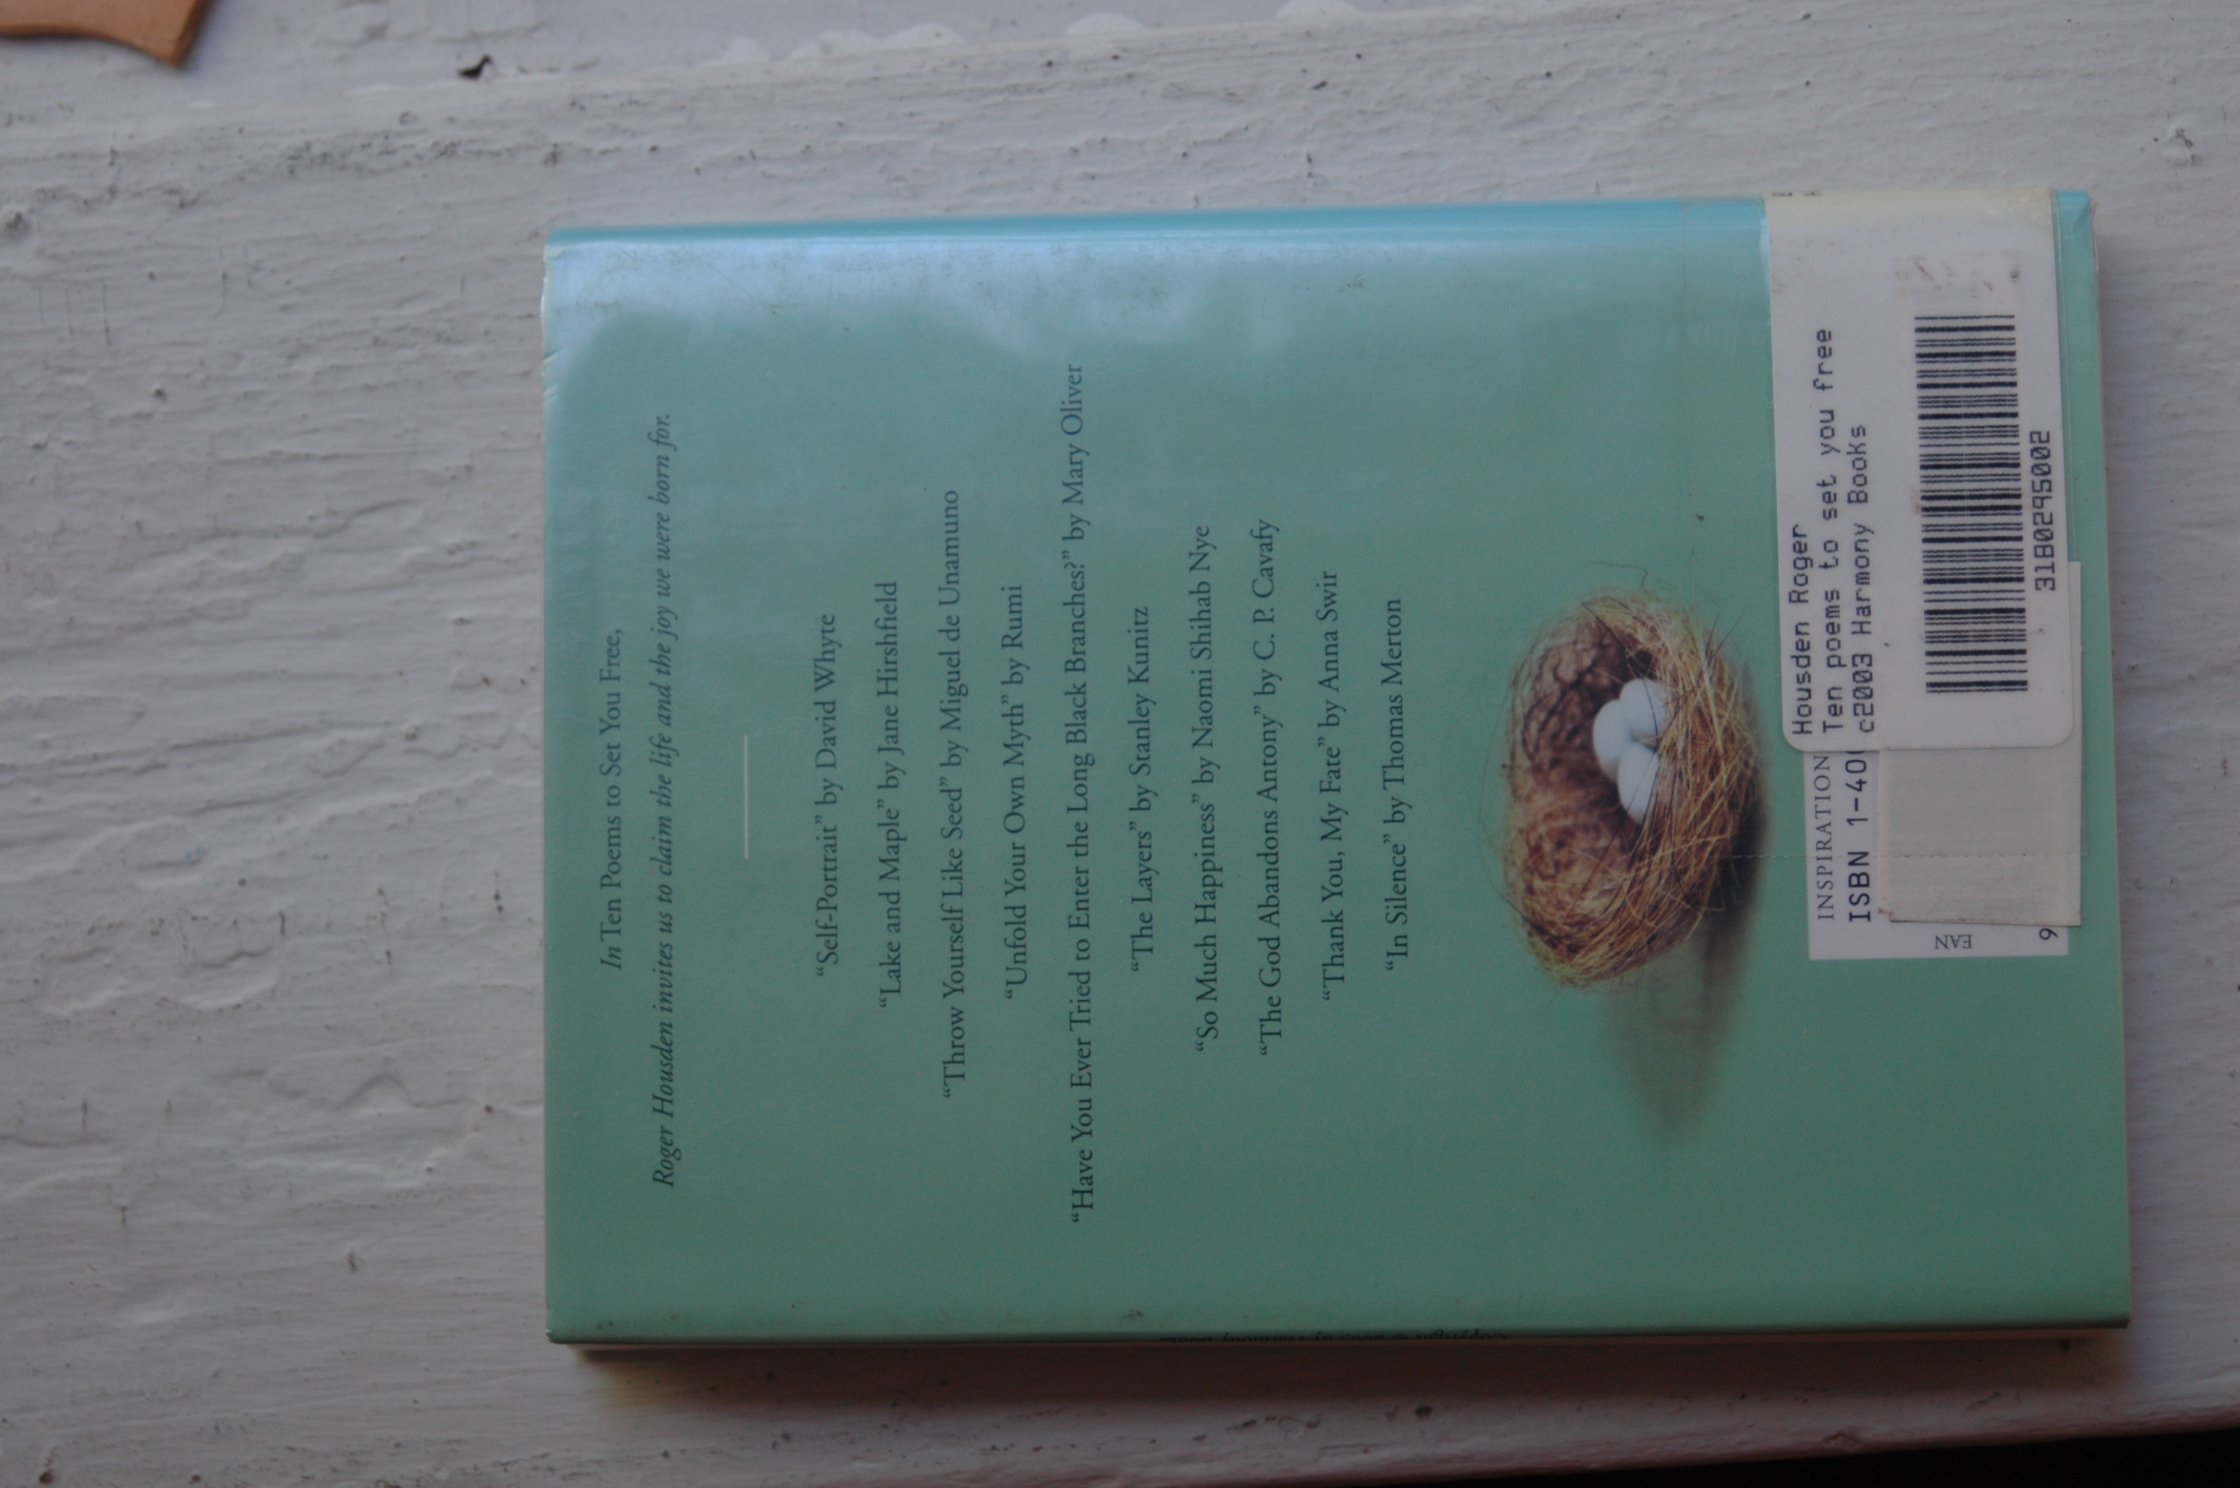 In Ten Poems to Set You Free,
Roger Housden invites us to claim the life and the joy we were born for.
“Self-Portrait” by David Whyte
“Lake and Maple” by Jane Hirshfield
“Throw Yourself Like Seed” by Miguel de Unamuno
“Unfold Your Own Myth” by Rumi
“Have You Ever Tried to Enter the Long Black Branches?” by Mary Oliver
“The Layers” by Stanley Kunitz
“So Much Happiness” by Naomi Shihab Nye
“The God Abandons Antony” by C. P. Cavafy
“Thank You, My Fate” by Anna Swir
“In Silence” by Thomas Merton
INSPIRATION
ISBN 1-40
EAN
9
Housden Roger
Ten poems to set you free
c2003 Harmony Books
3180295002